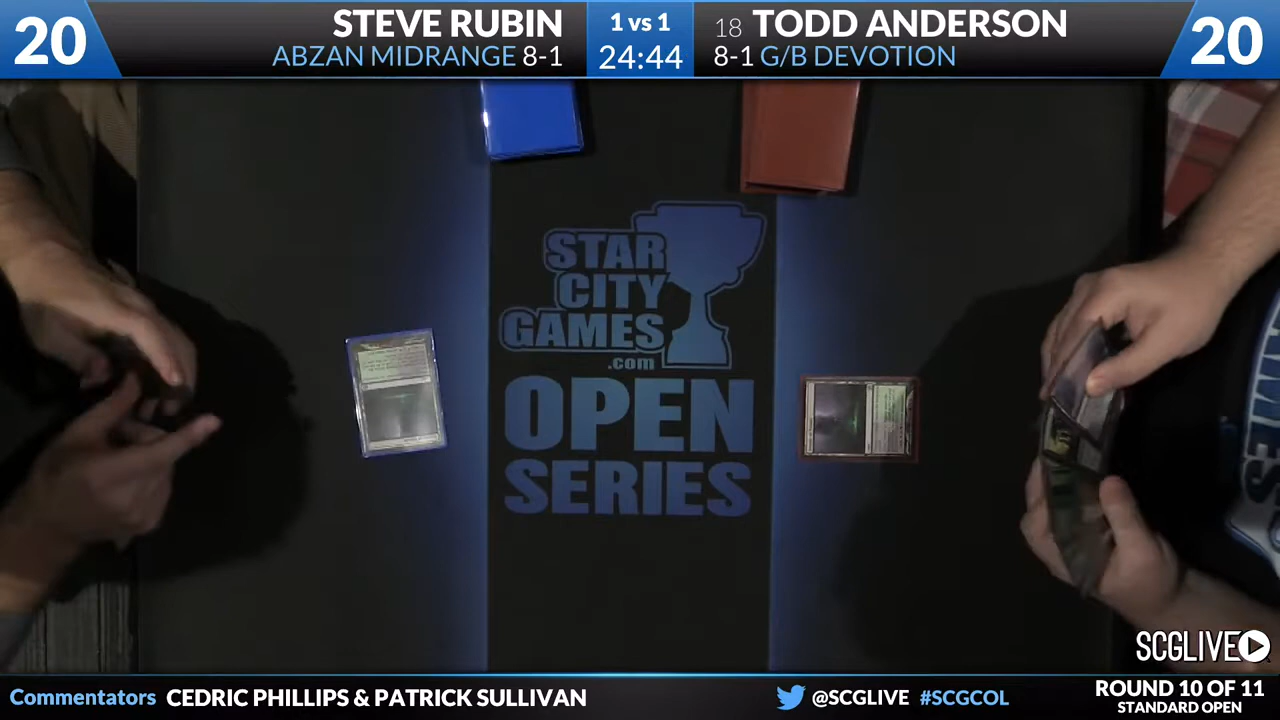 20
STEVE RUBIN
ABZAN MIDRANGE 8-1
1 vs 1
24:44
18 TODD ANDERSON
8-1 G/B DEVOTION
20
STAR
CITY
GAMES
.com
OPEN
SERIES
SCGLIVE
Commentators CEDRIC PHILLIPS & PATRICK SULLIVAN
@SCGLIVE #SCGCOL
ROUND 10 OF 11
STANDARD OPEN